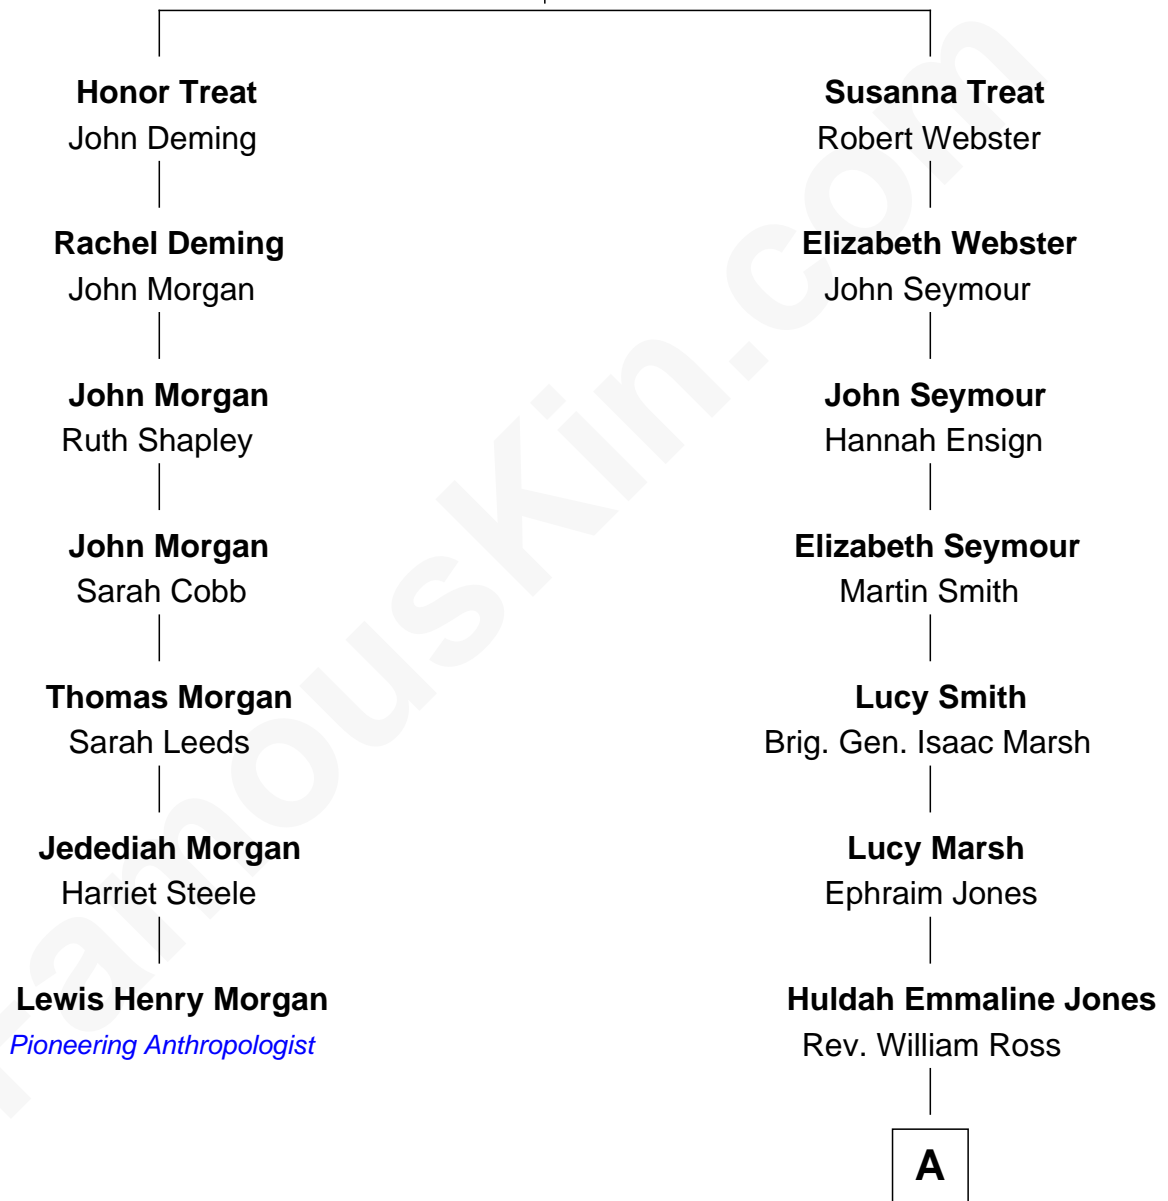 Honor Treat
John Deming
Susanna Treat
Robert Webster
Rachel Deming
John Morgan
Elizabeth Webster
John Seymour
John Morgan
Ruth Shapley
John Seymour
Hannah Ensign
John Morgan
Sarah Cobb
Elizabeth Seymour
Martin Smith
Thomas Morgan
Sarah Leeds
Lucy Smith
Brig. Gen. Isaac Marsh
Jedediah Morgan
Harriet Steele
Lucy Marsh
Ephraim Jones
Lewis Henry Morgan
Pioneering Anthropologist
Huldah Emmaline Jones
Rev. William Ross
A
FamousKin.com